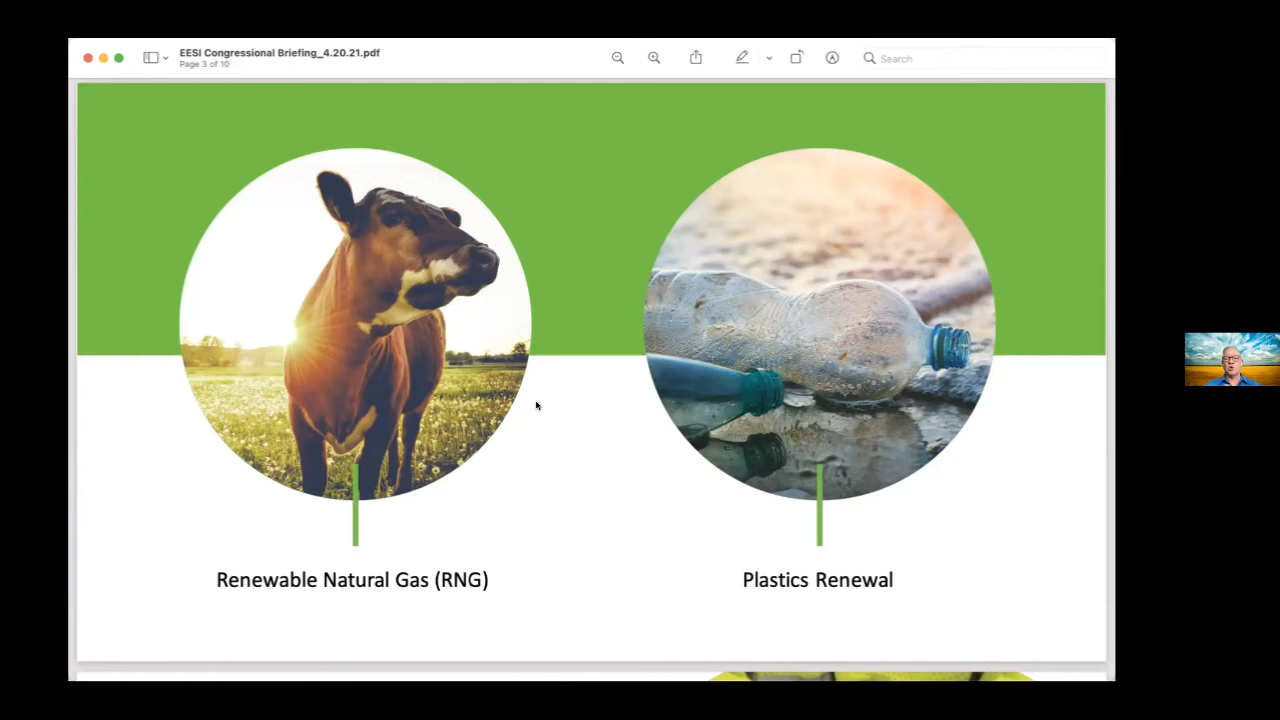 EESI Congressional Briefing_4.20.21.pdf
Page 3 of 10
Search
Renewable Natural Gas (RNG)
Plastics Renewal